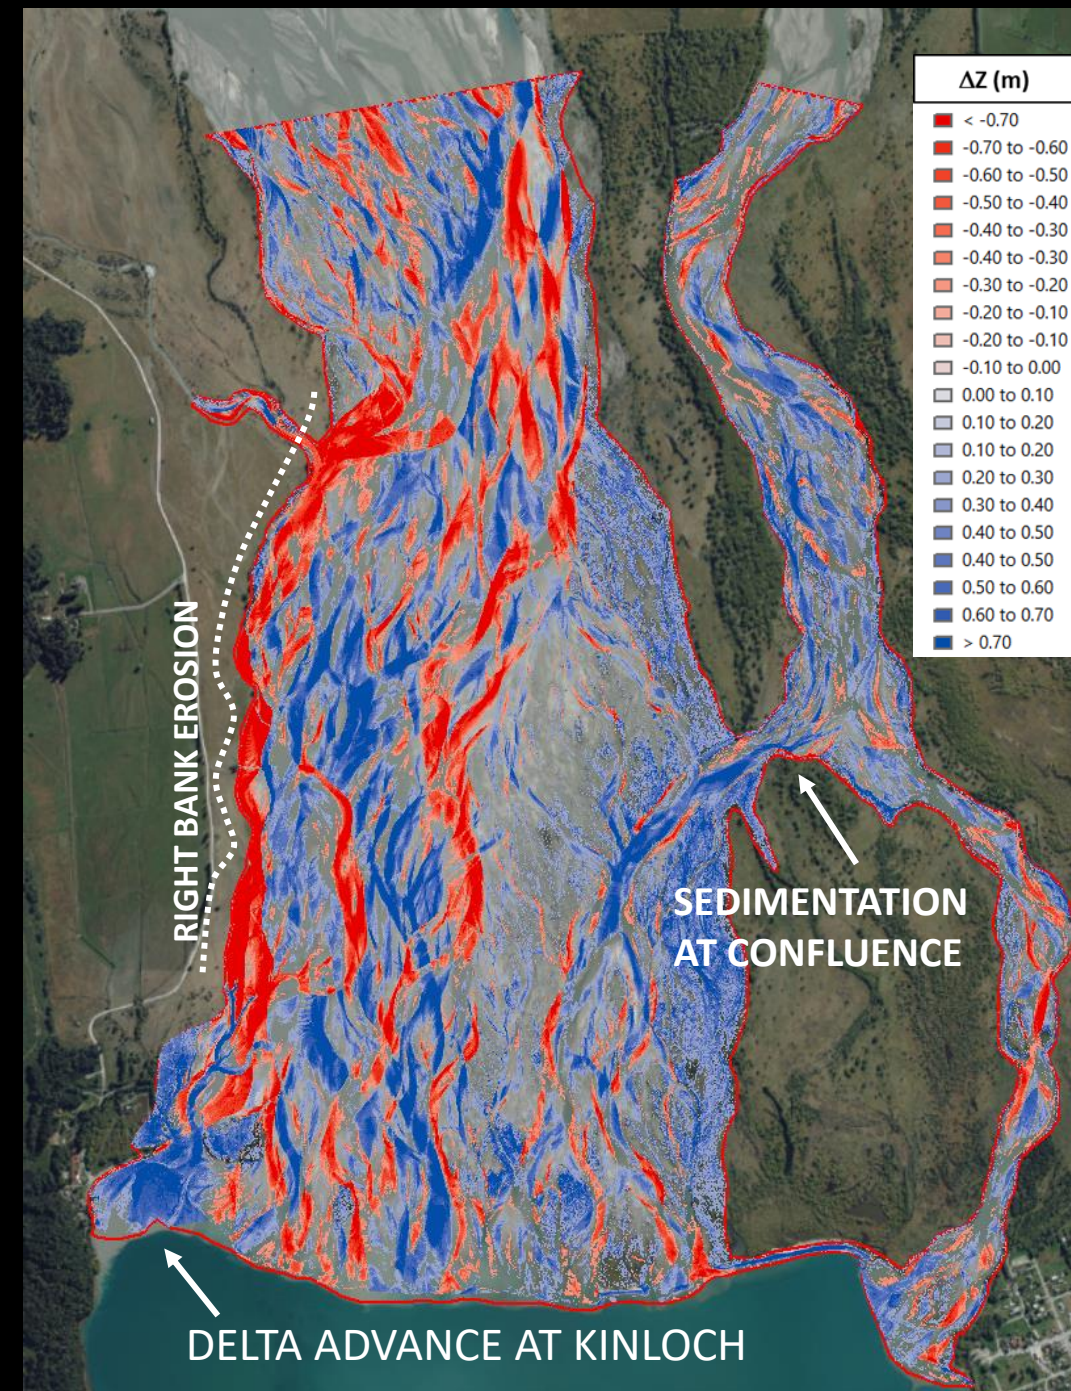 ΔZ (m)
< -0.70
-0.70 to -0.60
-0.60 to -0.50
-0.50 to -0.40
-0.40 to -0.30
-0.40 to -0.30
-0.30 to -0.20
-0.20 to -0.10
-0.20 to -0.10
-0.10 to 0.00
0.00 to 0.10
0.10 to 0.20
0.10 to 0.20
0.20 to 0.30
0.30 to 0.40
0.40 to 0.50
0.40 to 0.50
0.50 to 0.60
0.60 to 0.70
> 0.70
RIGHT BANK EROSION
SEDIMENTATION
AT CONFLUENCE
DELTA ADVANCE AT KINLOCH